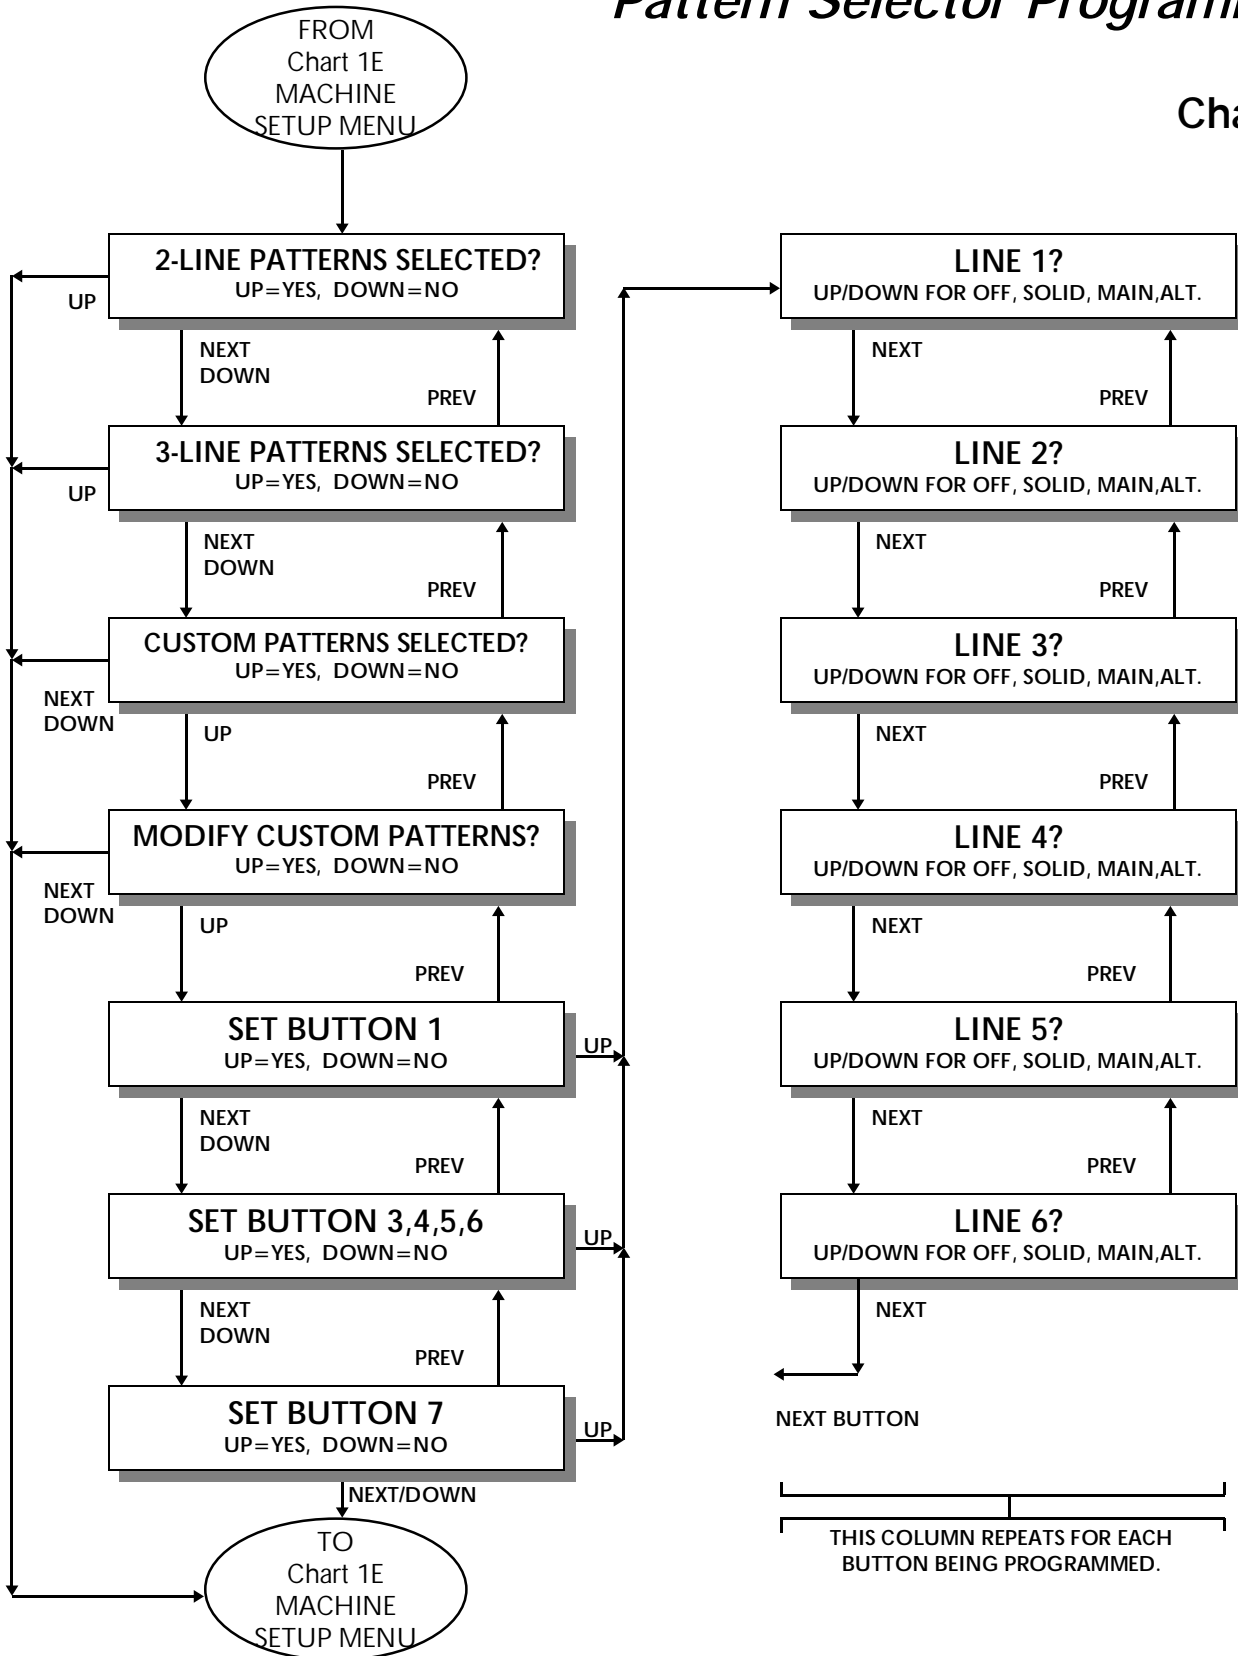 Pattern Selector
FROM
Chart 1E
MACHINE
SETUP MENU
2-LINE PATTERNS SELECTED?
UP=YES, DOWN=NO
UP
NEXT
DOWN
PREV
3-LINE PATTERNS SELECTED?
UP=YES, DOWN=NO
UP
NEXT
DOWN
PREV
CUSTOM PATTERNS SELECTED?
UP=YES, DOWN=NO
NEXT
DOWN
UP
PREV
MODIFY CUSTOM PATTERNS?
UP=YES, DOWN=NO
NEXT
DOWN
UP
PREV
SET BUTTON 1
UP=YES, DOWN=NO
UP
NEXT
DOWN
PREV
SET BUTTON 3,4,5,6
UP=YES, DOWN=NO
UP
NEXT
DOWN
PREV
SET BUTTON 7
UP=YES, DOWN=NO
UP
NEXT/DOWN
TO
Chart 1E
MACHINE
SETUP MENU
LINE 1?
UP/DOWN FOR OFF, SOLID, MAIN,ALT.
NEXT
PREV
LINE 2?
UP/DOWN FOR OFF, SOLID, MAIN,ALT.
NEXT
PREV
LINE 3?
UP/DOWN FOR OFF, SOLID, MAIN,ALT.
NEXT
PREV
LINE 4?
UP/DOWN FOR OFF, SOLID, MAIN,ALT.
NEXT
PREV
LINE 5?
UP/DOWN FOR OFF, SOLID, MAIN,ALT.
NEXT
PREV
LINE 6?
UP/DOWN FOR OFF, SOLID, MAIN,ALT.
NEXT
NEXT BUTTON
THIS COLUMN REPEATS FOR EACH
BUTTON BEING PROGRAMMED.